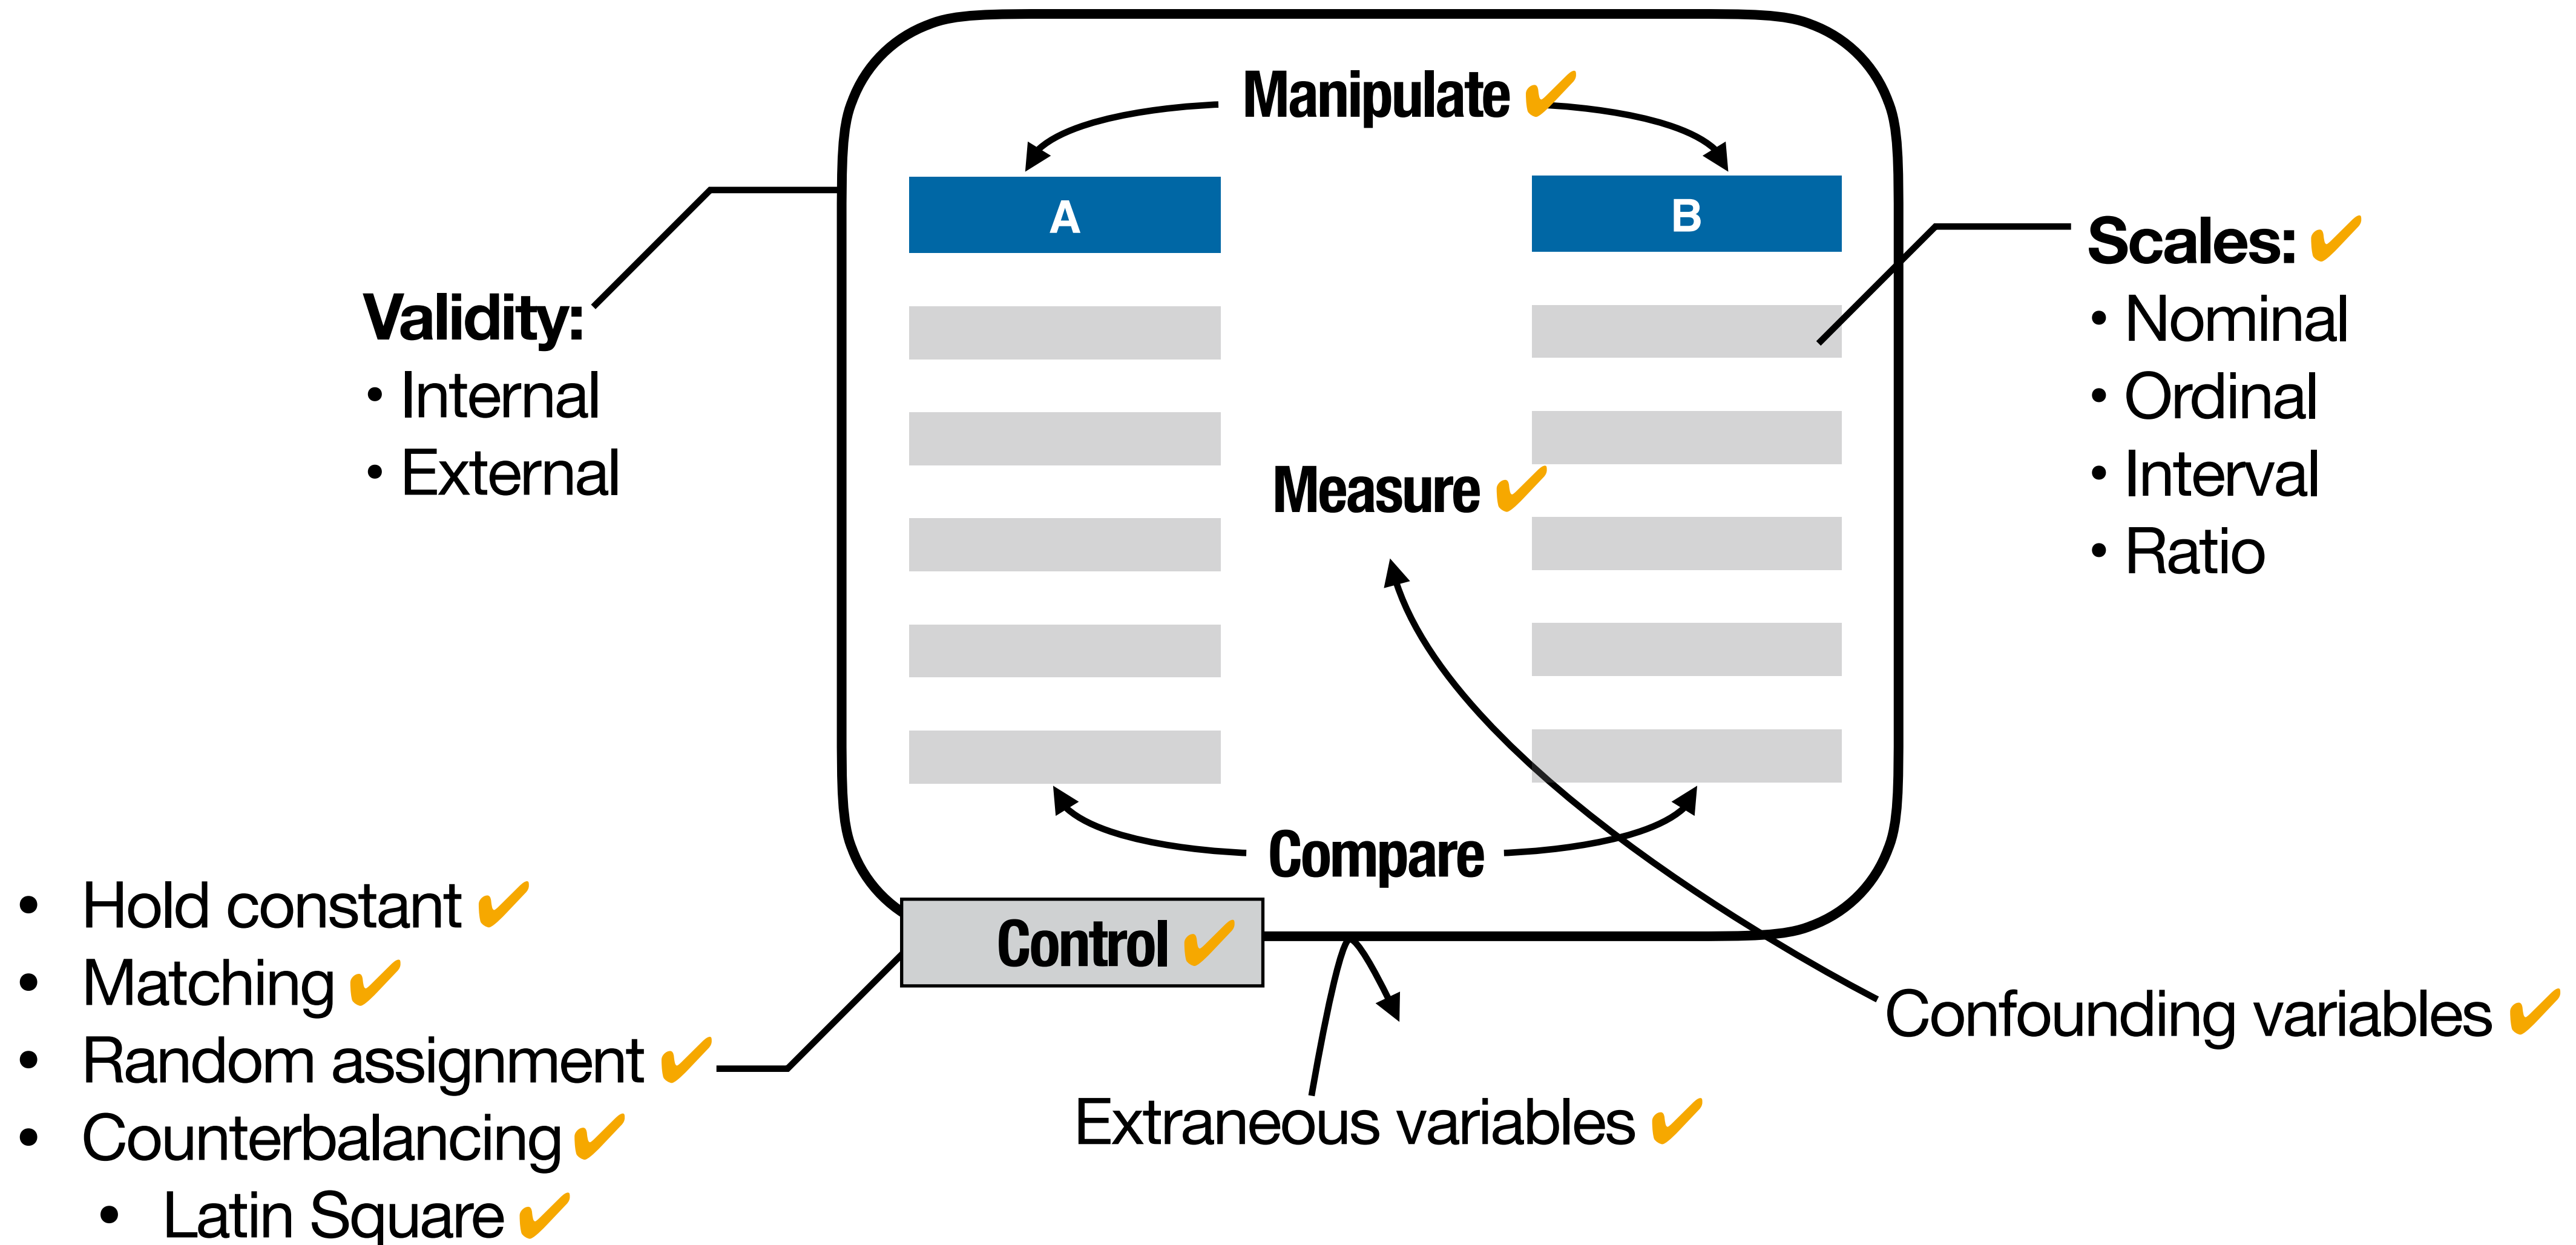 Manipulate ✔
A
B
Validity:
• Internal
• External
Scales: ✔
• Nominal
• Ordinal
• Interval
• Ratio
Measure ✔
Compare
Control ✔
• Hold constant ✔
• Matching ✔
• Random assignment ✔
• Counterbalancing ✔
• Latin Square ✔
Extraneous variables ✔
Confounding variables ✔